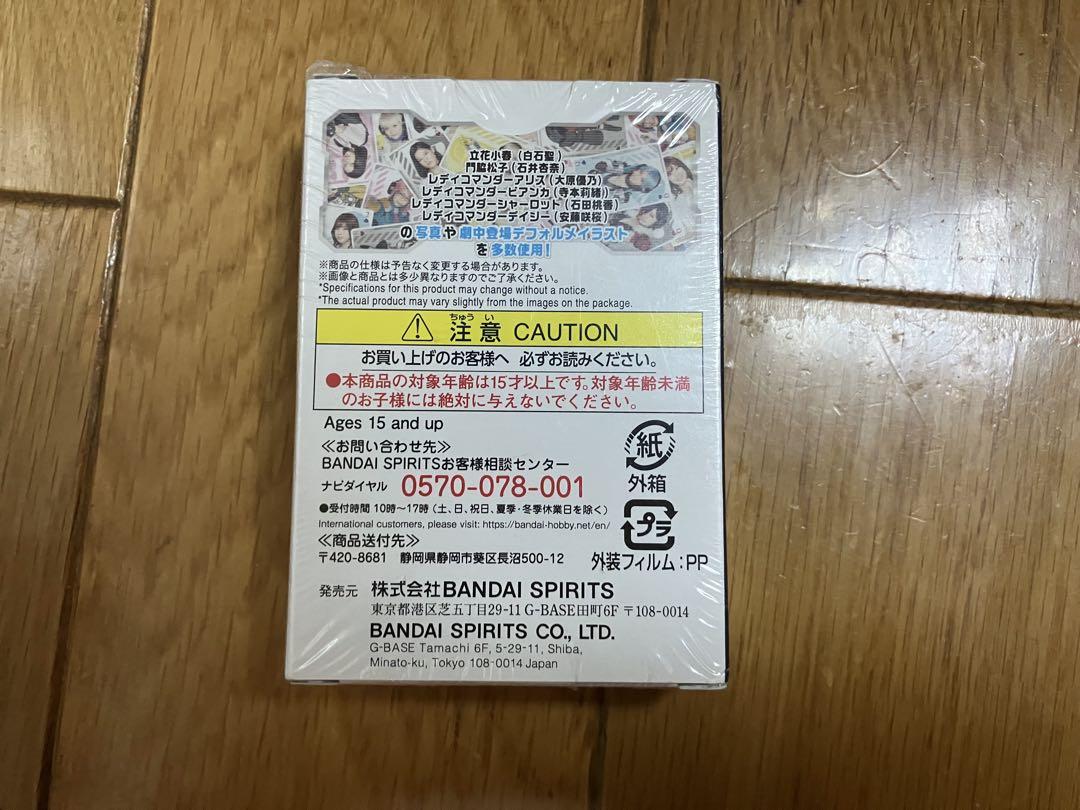 立花小春（白石聖）
門脇松子（石井杏奈）
レディコマンダーアリス（大原優乃）
レディコマンダービアンカ（寺本莉緒）
レディコマンダーシャーロット（石田桃香）
レディコマンダーデイジー（安藤咲桜）
の写真や劇中登場デフォルメイラスト
を多数使用！
※商品の仕様は予告なく変更する場合があります。
※画像と商品とは多少異なりますのでご了承ください。
*Specifications for this product may change without a notice.
*The actual product may vary slightly from the images on the package.
ちゅう い
注意 CAUTION
お買い上げのお客様へ 必ずお読みください。
●本商品の対象年齢は15才以上です。対象年齢未満
のお子様には絶対に与えないでください。
Ages 15 and up
≪お問い合わせ先≫
BANDAI SPIRITSお客様相談センター
ナビダイヤル 0570-078-001
●受付時間 10時〜17時（土、日、祝日、夏季・冬季休業日を除く）
International customers, please visit: https://bandai-hobby.net/en/
≪商品送付先≫
〒420-8681 静岡県静岡市葵区長沼500-12
紙
外箱
プラ
外装フィルム：PP
発売元 株式会社BANDAI SPIRITS
東京都港区芝五丁目29-11 G-BASE田町6F 〒108-0014
BANDAI SPIRITS CO., LTD.
G-BASE Tamachi 6F, 5-29-11, Shiba,
Minato-ku, Tokyo 108-0014 Japan